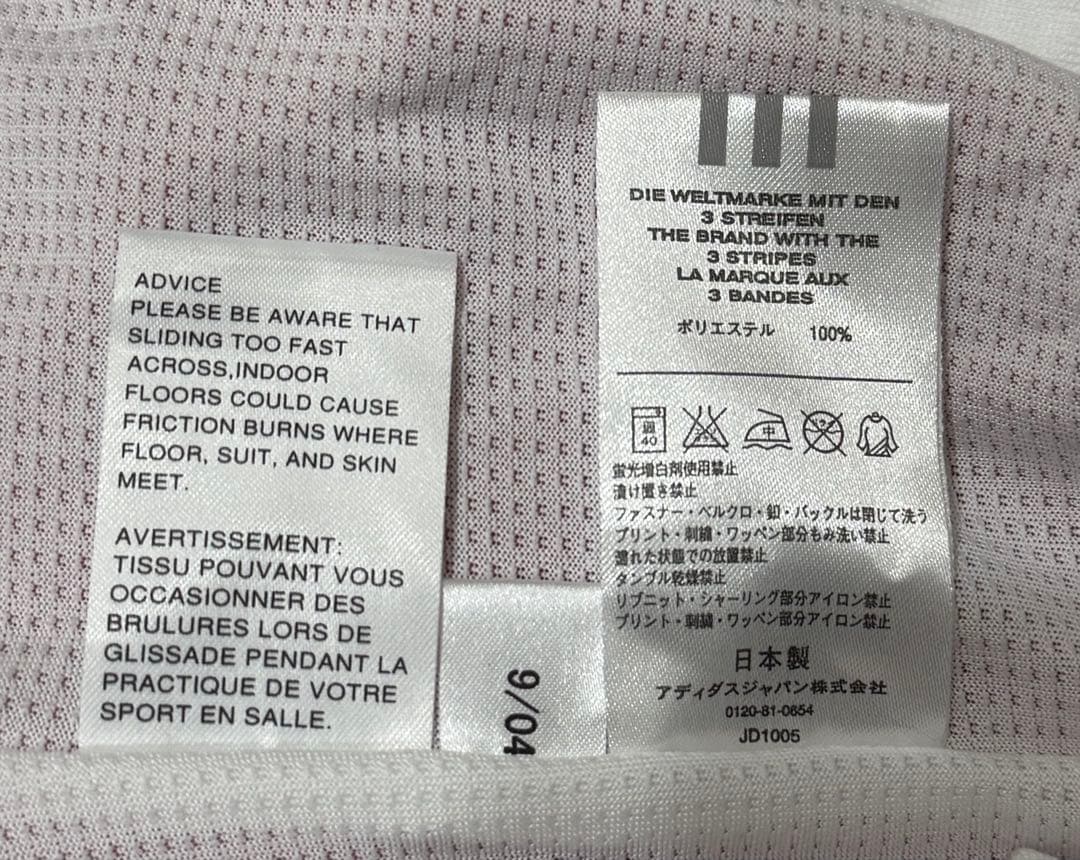 ADVICE
PLEASE BE AWARE THAT
SLIDING TOO FAST
ACROSS,INDOOR
FLOORS COULD CAUSE
FRICTION BURNS WHERE
FLOOR, SUIT, AND SKIN
MEET.
AVERTISSEMENT:
TISSU POUVANT VOUS
OCCASIONNER DES
BRULURES LORS DE
GLISSADE PENDANT LA
PRACTIQUE DE VOTRE
SPORT EN SALLE.
9/04
DIE WELTMARKE MIT DEN
3 STREIFEN
THE BRAND WITH THE
3 STRIPES
LA MARQUE AUX
3 BANDES
ポリエステル 100%
40
中
蛍光増白剤使用禁止
漬け置き禁止
ファスナー・ベルクロ・釦・バックルは閉じて洗う
プリント・刺繍・ワッペン部分もみ洗い禁止
濡れた状態での放置禁止
タンブル乾燥禁止
リブニット・シャーリング部分アイロン禁止
プリント・刺繍・ワッペン部分アイロン禁止
日本製
アディダスジャパン株式会社
0120-81-0654
JD1005